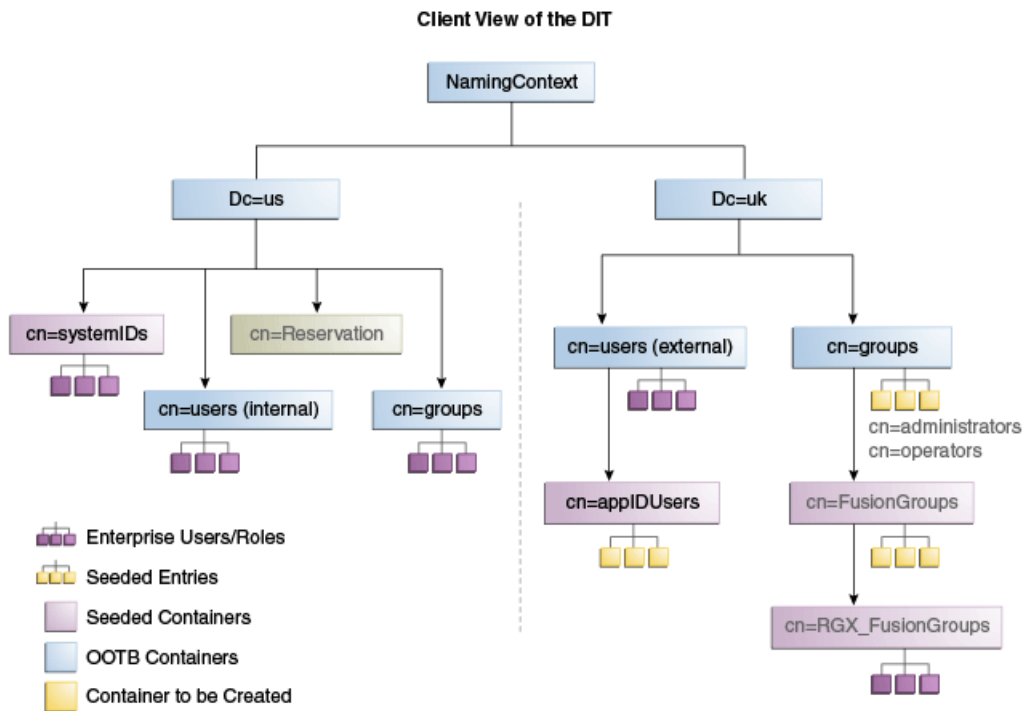 Client View of the DIT
NamingContext
Dc=us
Dc=uk
cn=systemIDs
cn=Reservation
cn=users (external)
cn=groups
cn=users (internal)
cn=groups
cn=administrators
cn=operators
cn=appIDUsers
cn=FusionGroups
Enterprise Users/Roles
Seeded Entries
Seeded Containers
cn=RGX_FusionGroups
OOTB Containers
Container to be Created